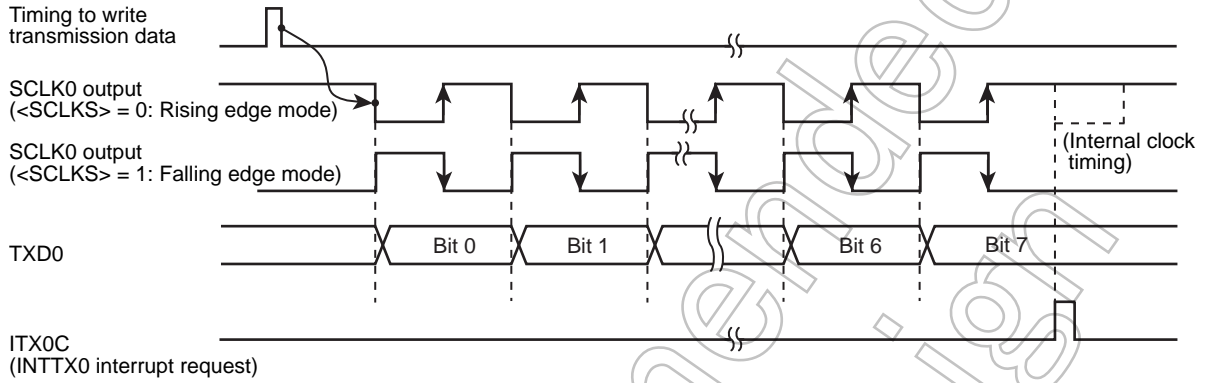 Timing to write
transmission data
SCLK0 output
(<SCLKS> = 0: Rising edge mode)
SCLK0 output
(<SCLKS> = 1: Falling edge mode)
(Internal clock
timing)
TXD0
Bit 0
Bit 1
Bit 6
Bit 7
ITX0C
(INTTX0 interrupt request)